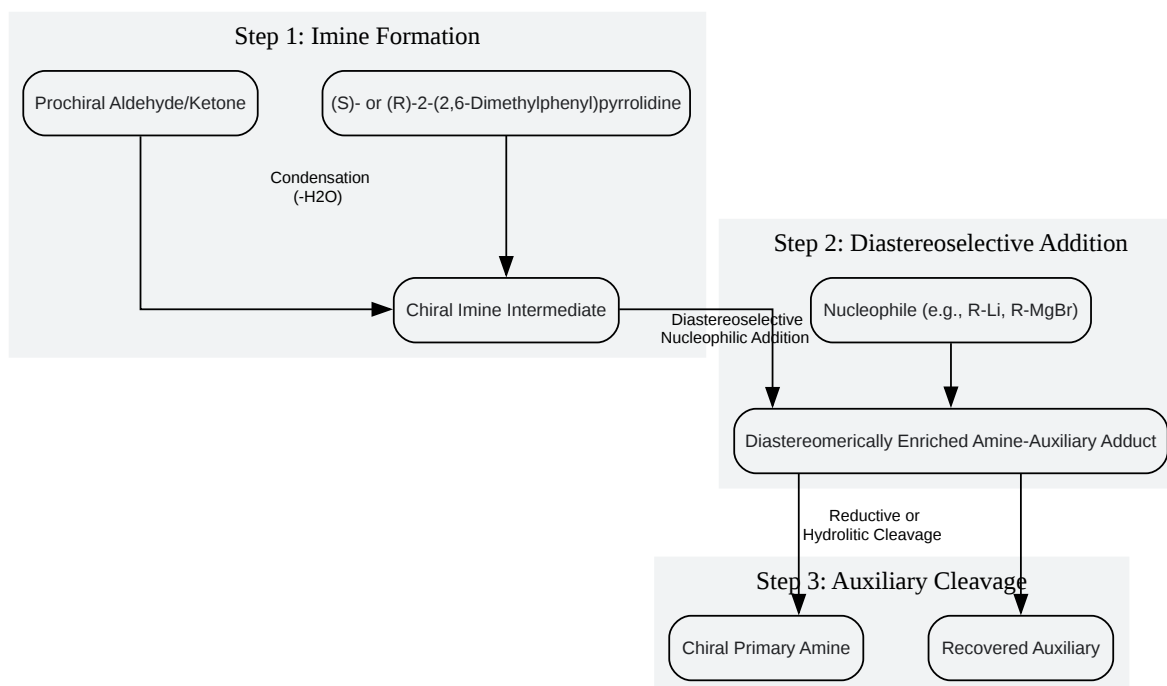 Step 1: Imine Formation
Prochiral Aldehyde/Ketone
(S)- or (R)-2-(2,6-Dimethylphenyl)pyrrolidine
Condensation
(-H2O)
Chiral Imine Intermediate
Step 2: Diastereoselective Addition
Nucleophile (e.g., R-Li, R-MgBr)
Diastereoselective
Nucleophilic Addition
Diastereomerically Enriched Amine-Auxiliary Adduct
Reductive or
Hydrolitic Cleavage
Step 3: Auxiliary Cleavage
Chiral Primary Amine
Recovered Auxiliary